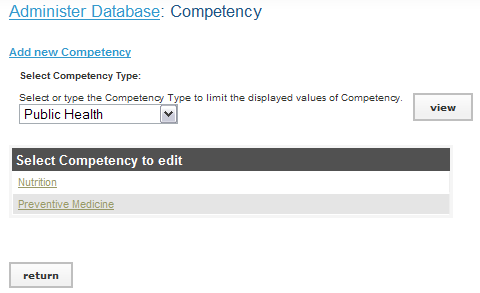 Administer Database: Competency
Add new Competency
Select Competency Type:
Select or type the Competency Type to limit the displayed values of Competency.
Public Health
view
Select Competency to edit
Nutrition
Preventive Medicine
return